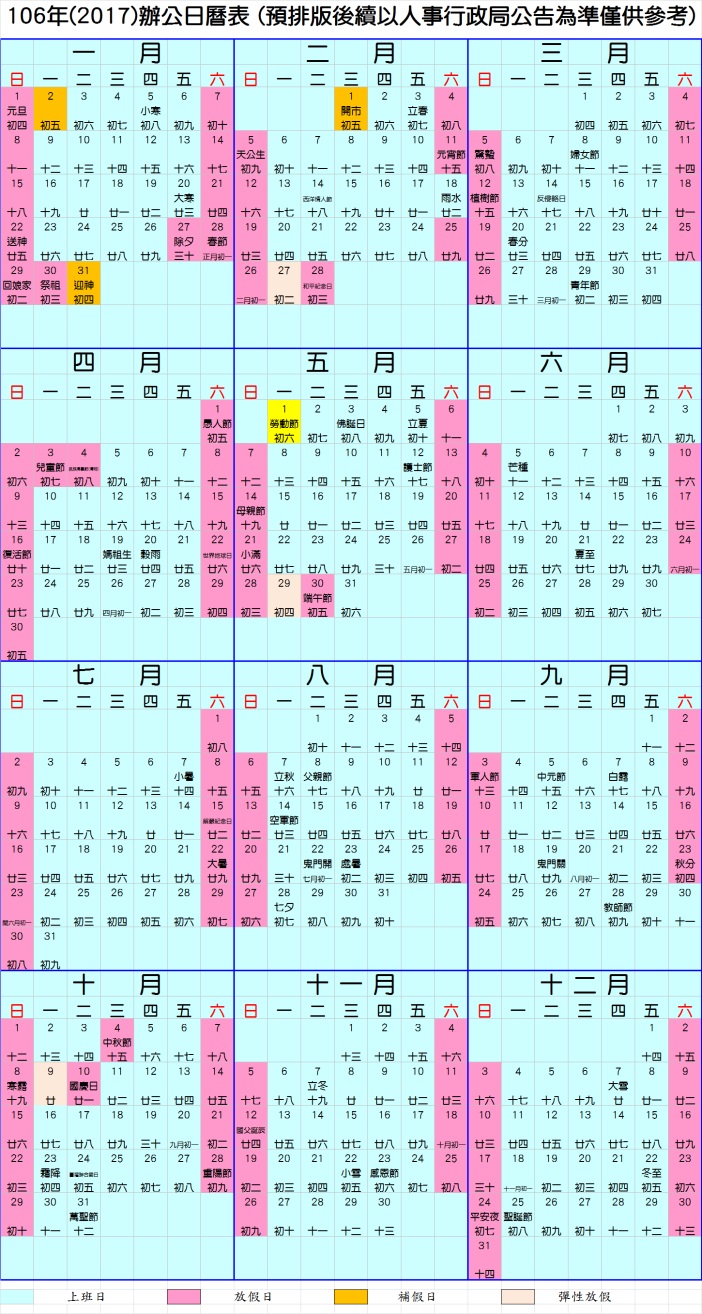 106年(2017)辦公日曆表 (預排版後續以人事行政局公告為準僅供參考)
一 月
日 一 二 三 四 五 六
1 2 3 4 5 6 7
元旦 小寒
初四 初五 初六 初七 初八 初九 初十
8 9 10 11 12 13 14
十一 十二 十三 十四 十五 十六 十七
15 16 17 18 19 20 21
大寒
十八 十九 廿 廿一 廿二 廿三 廿四
22 23 24 25 26 27 28
送神 除夕 春節
廿五 廿六 廿七 廿八 廿九 三十 正月初一
29 30 31
回娘家 祭祖 迎神
初二 初三 初四
二 月
日 一 二 三 四 五 六
1 2 3 4
開市 立春
初五 初六 初七 初八
5 6 7 8 9 10 11
天公生 元宵節
初九 初十 十一 十二 十三 十四 十五
12 13 14 15 16 17 18
西洋情人節 雨水
十六 十七 十八 十九 廿十 廿一 廿二
19 20 21 22 23 24 25
廿三 廿四 廿五 廿六 廿七 廿八 廿九
26 27 28
和平紀念日
二月初一 初二 初三
三 月
日 一 二 三 四 五 六
1 2 3 4
初四 初五 初六 初七
5 6 7 8 9 10 11
驚蟄 婦女節
初八 初九 初十 十一 十二 十三 十四
12 13 14 15 16 17 18
植樹節 反侵略日
十五 十六 十七 十八 十九 廿十 廿一
19 20 21 22 23 24 25
春分
廿二 廿三 廿四 廿五 廿六 廿七 廿八
26 27 28 29 30 31
青年節
廿九 三十 三月初一 初二 初三 初四
四 月
日 一 二 三 四 五 六
1
愚人節
初五
2 3 4 5 6 7 8
兒童節
初六 初七 初八 初九 初十 十一 十二
9 10 11 12 13 14 15
十三 十四 十五 十六 十七 十八 十九
16 17 18 19 20 21 22
復活節 媽祖生 穀雨 世界地球日
廿十 廿一 廿二 廿三 廿四 廿五 廿六
23 24 25 26 27 28 29
廿七 廿八 廿九 四月初一 初二 初三 初四
30
初五
五 月
日 一 二 三 四 五 六
1 2 3 4 5 6
勞動節 佛誕日 立夏
初六 初七 初八 初九 初十 十一
7 8 9 10 11 12 13
護士節
十二 十三 十四 十五 十六 十七 十八
14 15 16 17 18 19 20
母親節
十九 廿 廿一 廿二 廿三 廿四 廿五
21 22 23 24 25 26 27
小滿
廿六 廿七 廿八 廿九 三十 五月初一 初二
28 29 30 31
端午節
初三 初四 初五 初六
六 月
日 一 二 三 四 五 六
1 2 3
初七 初八 初九
4 5 6 7 8 9 10
芒種
初十 十一 十二 十三 十四 十五 十六
11 12 13 14 15 16 17
十七 十八 十九 廿 廿一 廿二 廿三
18 19 20 21 22 23 24
夏至
廿四 廿五 廿六 廿七 廿八 廿九 六月初一
25 26 27 28 29 30
初二 初三 初四 初五 初六 初七
七 月
日 一 二 三 四 五 六
1
初八
2 3 4 5 6 7 8
小暑
初九 初十 十一 十二 十三 十四 十五
9 10 11 12 13 14 15
解嚴紀念日
十六 十七 十八 十九 廿 廿一 廿二
16 17 18 19 20 21 22
大暑
廿三 廿四 廿五 廿六 廿七 廿八 廿九
23 24 25 26 27 28 29
閏六月初一 初二 初三 初四 初五 初六 初七
30 31
初八 初九
八 月
日 一 二 三 四 五 六
1 2 3 4 5
初十 十一 十二 十三 十四
6 7 8 9 10 11 12
立秋 父親節
十五 十六 十七 十八 十九 廿 廿一
13 14 15 16 17 18 19
空軍節
廿二 廿三 廿四 廿五 廿六 廿七 廿八
20 21 22 23 24 25 26
鬼門開 處暑
廿九 三十 七月初一 初二 初三 初四 初五
27 28 29 30 31
七夕
初六 初七 初八 初九 初十
九 月
日 一 二 三 四 五 六
1 2
十一 十二
3 4 5 6 7 8 9
軍人節 中元節 白露
十三 十四 十五 十六 十七 十八 十九
10 11 12 13 14 15 16
廿 廿一 廿二 廿三 廿四 廿五 廿六
17 18 19 20 21 22 23
鬼門關 秋分
廿七 廿八 廿九 八月初一 初二 初三 初四
24 25 26 27 28 29 30
教師節
初五 初六 初七 初八 初九 初十 十一
十 月
日 一 二 三 四 五 六
1 2 3 4 5 6 7
中秋節
十二 十三 十四 十五 十六 十七 十八
8 9 10 11 12 13 14
寒露 國慶日
十九 廿 廿一 廿二 廿三 廿四 廿五
15 16 17 18 19 20 21
廿六 廿七 廿八 廿九 三十 九月初一 初二
22 23 24 25 26 27 28
霜降 重陽節
初三 初四 初五 初六 初七 初八 初九
29 30 31
萬聖節
初十 十一 十二
十一 月
日 一 二 三 四 五 六
1 2 3 4
十三 十四 十五 十六
5 6 7 8 9 10 11
立冬
十七 十八 十九 廿 廿一 廿二 廿三
12 13 14 15 16 17 18
國父誕辰
廿四 廿五 廿六 廿七 廿八 廿九 十月初一
19 20 21 22 23 24 25
小雪 感恩節
初二 初三 初四 初五 初六 初七 初八
26 27 28 29 30
初九 初十 十一 十二 十三
十二 月
日 一 二 三 四 五 六
1 2
十四 十五
3 4 5 6 7 8 9
大雪
十六 十七 十八 十九 廿 廿一 廿二
10 11 12 13 14 15 16
廿三 廿四 廿五 廿六 廿七 廿八 廿九
17 18 19 20 21 22 23
冬至
三十 十一月初一 初二 初三 初四 初五 初六
24 25 26 27 28 29 30
平安夜 聖誕節
初七 初八 初九 初十 十一 十二 十三
31
十四
上班日 放假日 補假日 彈性放假